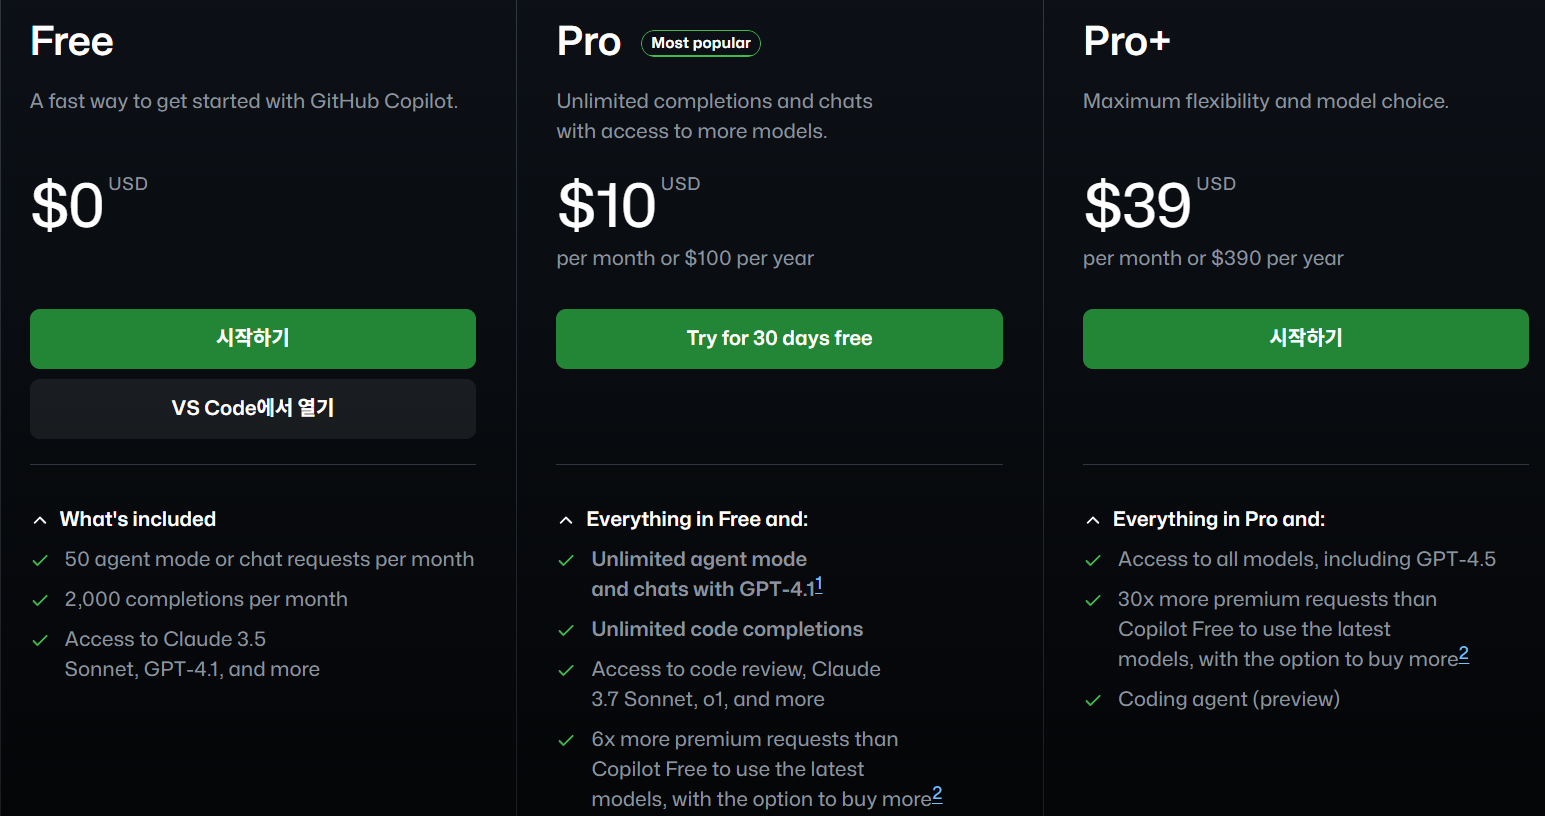 Free
A fast way to get started with GitHub Copilot.
$0 USD
시작하기
VS Code에서 열기
What's included
50 agent mode or chat requests per month
2,000 completions per month
Access to Claude 3.5
Sonnet, GPT-4.1, and more
Pro
Most popular
Unlimited completions and chats
with access to more models.
$10 USD
per month or $100 per year
Try for 30 days free
Everything in Free and:
Unlimited agent mode
and chats with GPT-4.1¹
Unlimited code completions
Access to code review, Claude
3.7 Sonnet, o1, and more
6x more premium requests than
Copilot Free to use the latest
models, with the option to buy more²
Pro+
Maximum flexibility and model choice.
$39 USD
per month or $390 per year
시작하기
Everything in Pro and:
Access to all models, including GPT-4.5
30x more premium requests than
Copilot Free to use the latest
models, with the option to buy more²
Coding agent (preview)